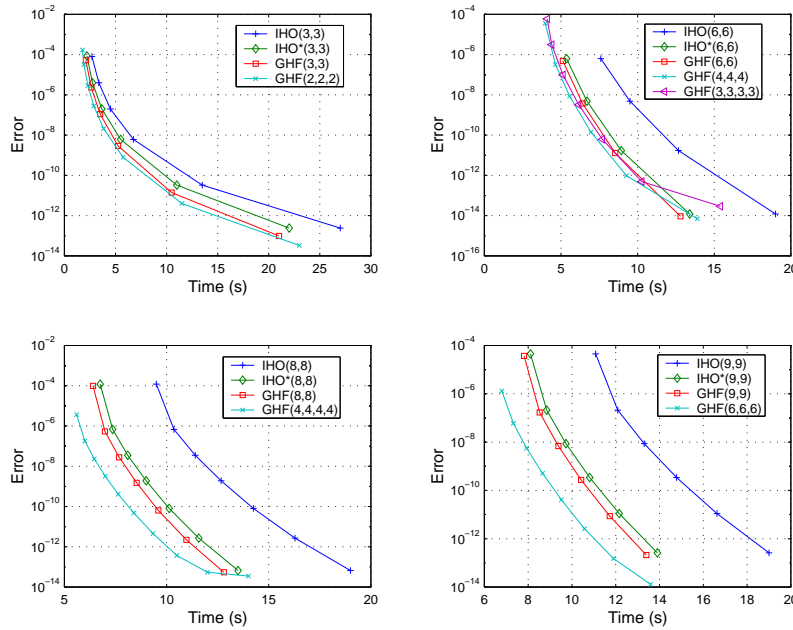 10^-2
10^-4
10^-6
10^-8
10^-10
10^-12
10^-14
0 5 10 15 20 25 30
Error
Time (s)
IHO(3,3)
IHO*(3,3)
GHF(3,3)
GHF(2,2,2)
10^-4
10^-6
10^-8
10^-10
10^-12
10^-14
10^-16
0 5 10 15 20
Error
Time (s)
IHO(6,6)
IHO*(6,6)
GHF(6,6)
GHF(4,4,4)
GHF(3,3,3,3)
10^-2
10^-4
10^-6
10^-8
10^-10
10^-12
10^-14
5 10 15 20
Error
Time (s)
IHO(8,8)
IHO*(8,8)
GHF(8,8)
GHF(4,4,4,4)
10^-4
10^-6
10^-8
10^-10
10^-12
10^-14
6 8 10 12 14 16 18 20
Error
Time (s)
IHO(9,9)
IHO*(9,9)
GHF(9,9)
GHF(6,6,6)